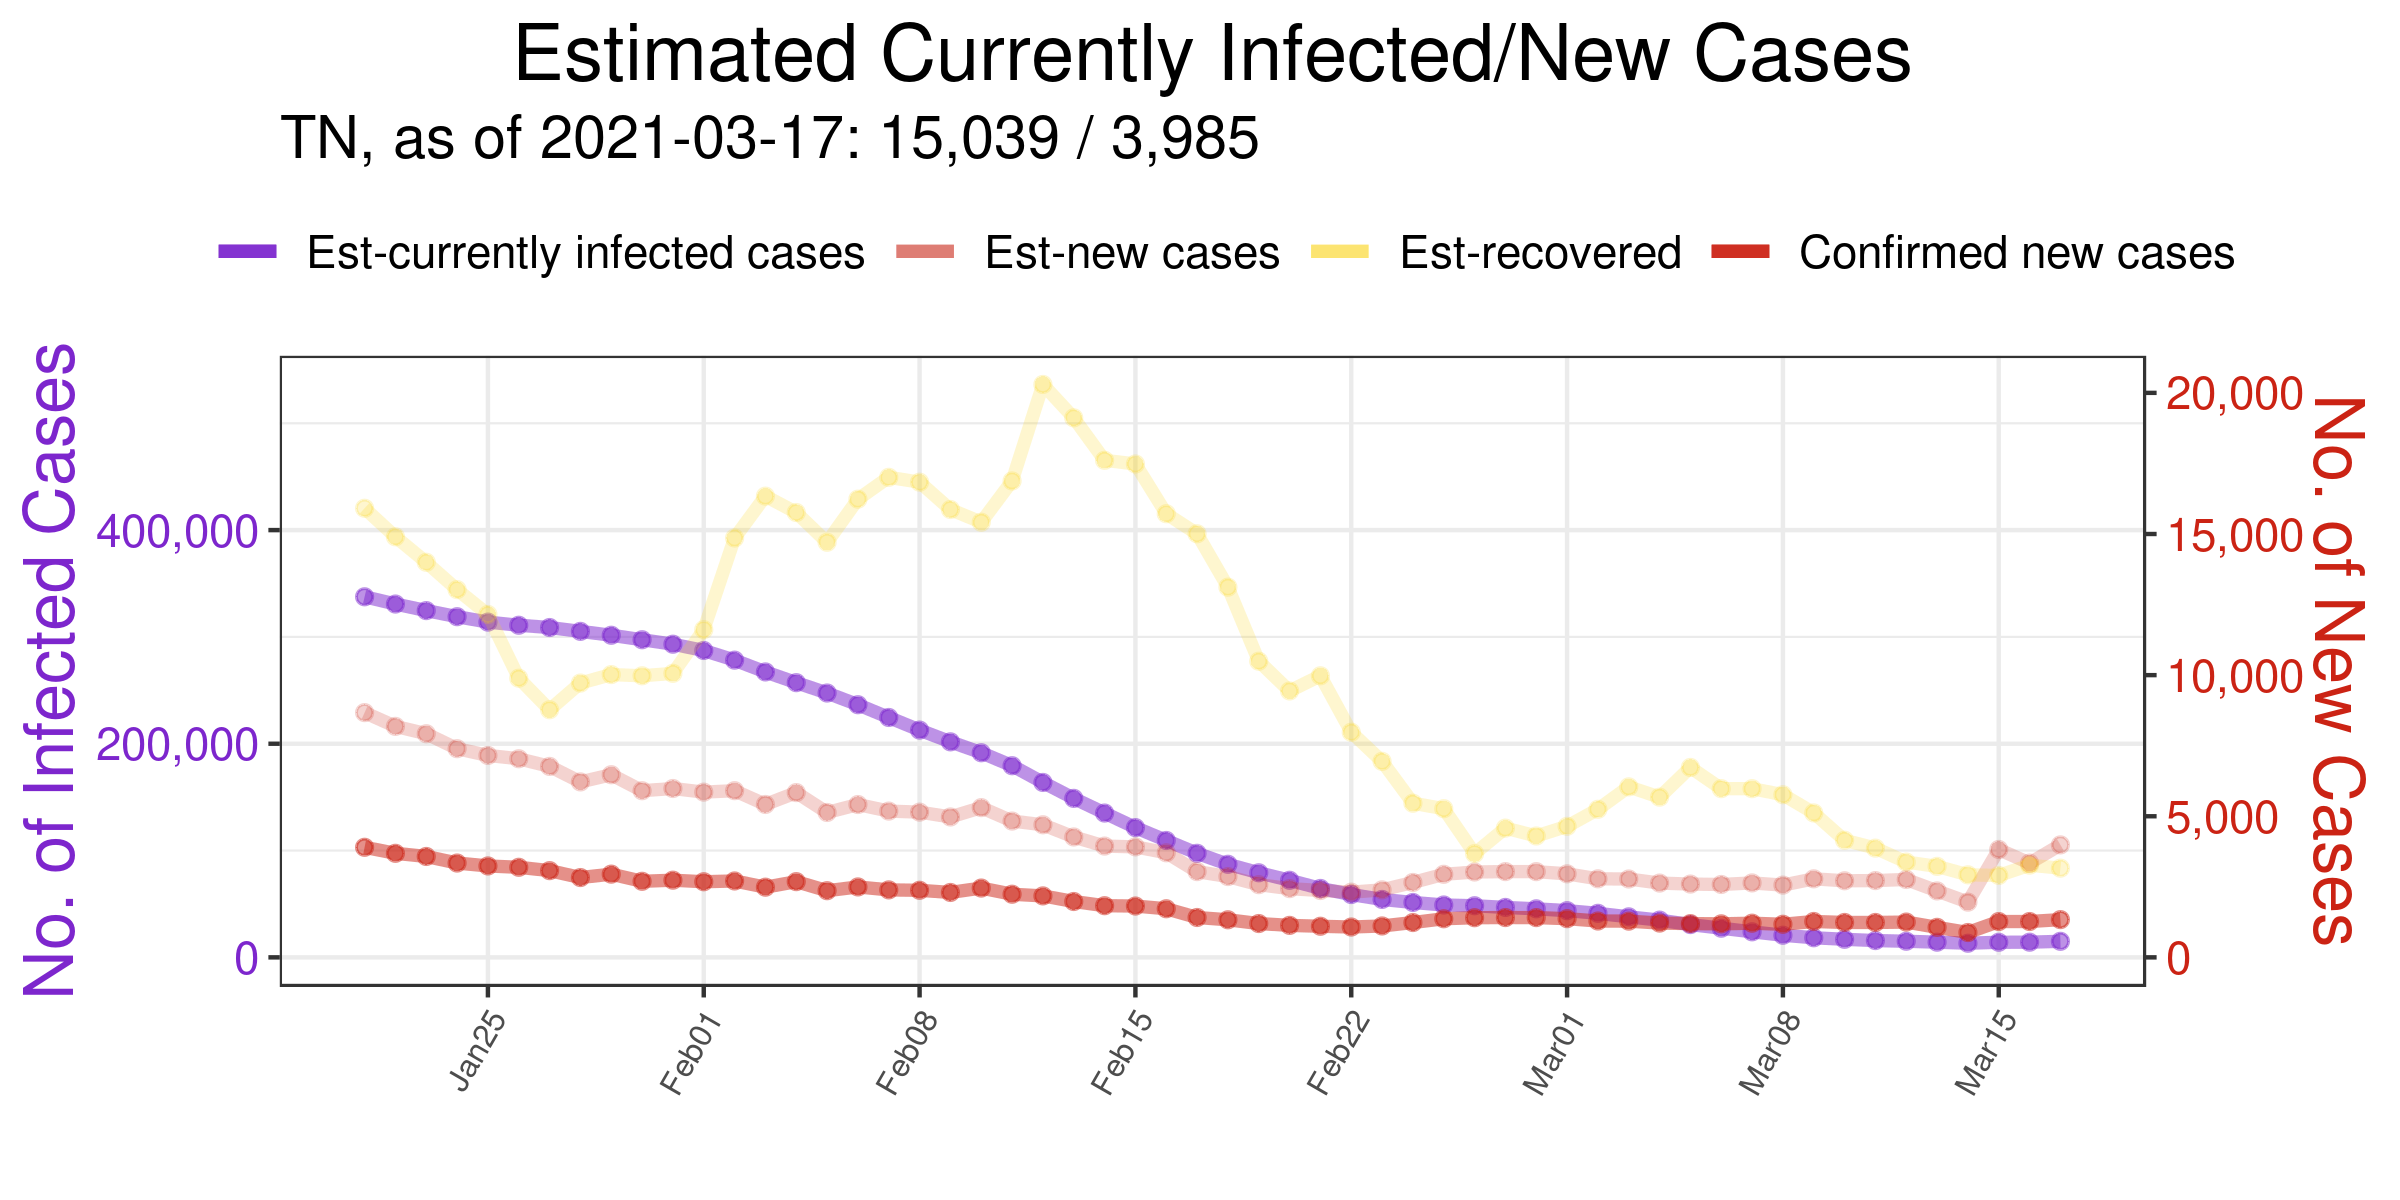 Estimated Currently Infected/New Cases
TN, as of 2021-03-17: 15,039 / 3,985
Est-currently infected cases Est-new cases Est-recovered Confirmed new cases
No. of Infected Cases
400,000
200,000
0
20,000
15,000
10,000
5,000
0
No. of New Cases
Jan25 Feb01 Feb08 Feb15 Feb22 Mar01 Mar08 Mar15